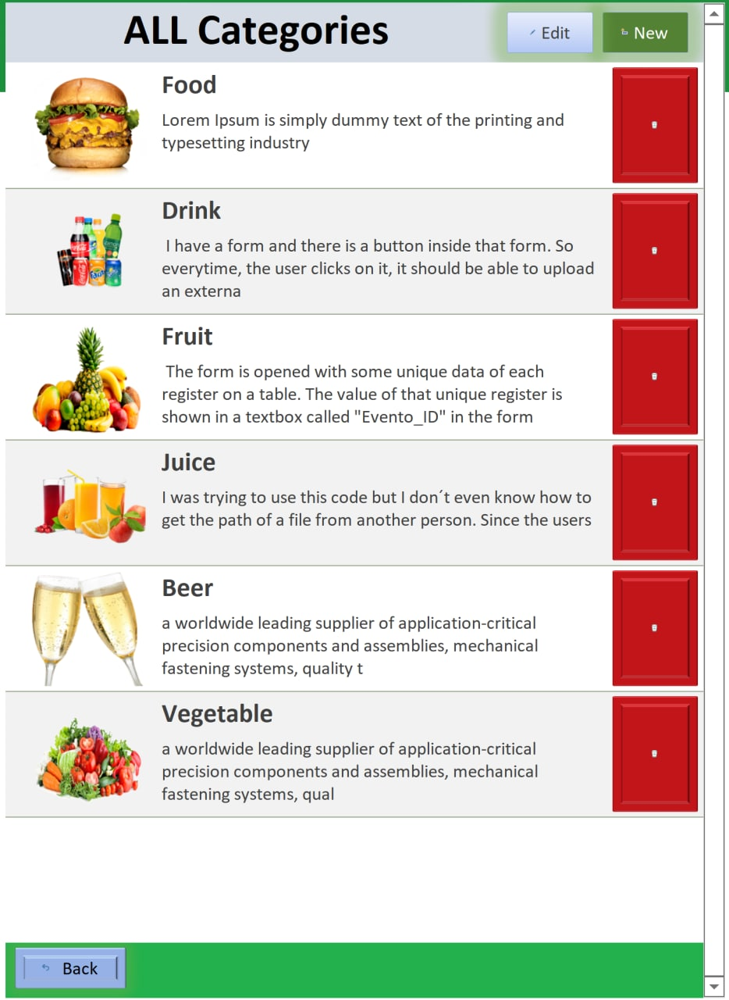 ALL Categories
Edit
New
Food
Lorem Ipsum is simply dummy text of the printing and
typesetting industry
Drink
I have a form and there is a button inside that form. So
everytime, the user clicks on it, it should be able to upload
an externa
Fruit
The form is opened with some unique data of each
register on a table. The value of that unique register is
shown in a textbox called "Evento_ID" in the form
Juice
I was trying to use this code but I don´t even know how to
get the path of a file from another person. Since the users
Beer
a worldwide leading supplier of application-critical
precision components and assemblies, mechanical
fastening systems, quality t
Vegetable
a worldwide leading supplier of application-critical
precision components and assemblies, mechanical
fastening systems, qual
Back